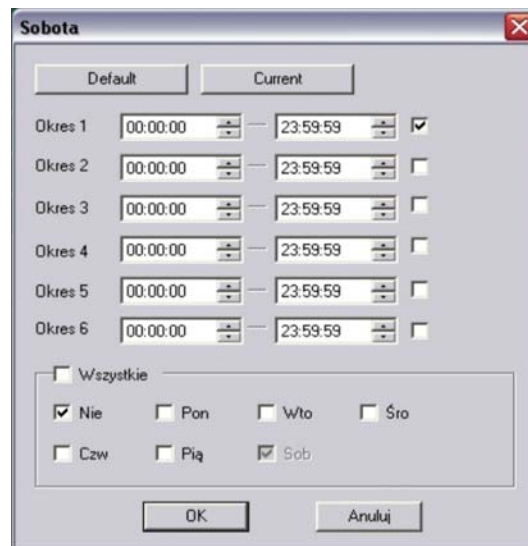 Sobota
Default Current
Okres 1 00:00:00 — 23:59:59
Okres 2 00:00:00 — 23:59:59
Okres 3 00:00:00 — 23:59:59
Okres 4 00:00:00 — 23:59:59
Okres 5 00:00:00 — 23:59:59
Okres 6 00:00:00 — 23:59:59
Wszystkie
Nie Pon Wto Śro
Czw Pią Sob
OK Anuluj